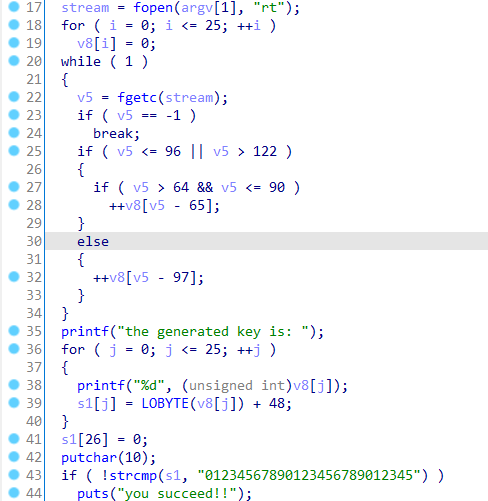 17 stream = fopen(argv[1], "rt");
18 for ( i = 0; i <= 25; ++i )
19 v8[i] = 0;
20 while ( 1 )
21 {
22 v5 = fgetc(stream);
23 if ( v5 == -1 )
24 break;
25 if ( v5 <= 96 || v5 > 122 )
26 {
27 if ( v5 > 64 && v5 <= 90 )
28 ++v8[v5 - 65];
29 }
30 else
31 {
32 ++v8[v5 - 97];
33 }
34 }
35 printf("the generated key is: ");
36 for ( j = 0; j <= 25; ++j )
37 {
38 printf("%d", (unsigned int)v8[j]);
39 s1[j] = LOBYTE(v8[j]) + 48;
40 }
41 s1[26] = 0;
42 putchar(10);
43 if ( !strcmp(s1, "01234567890123456789012345") )
44 puts("you succeed!!");